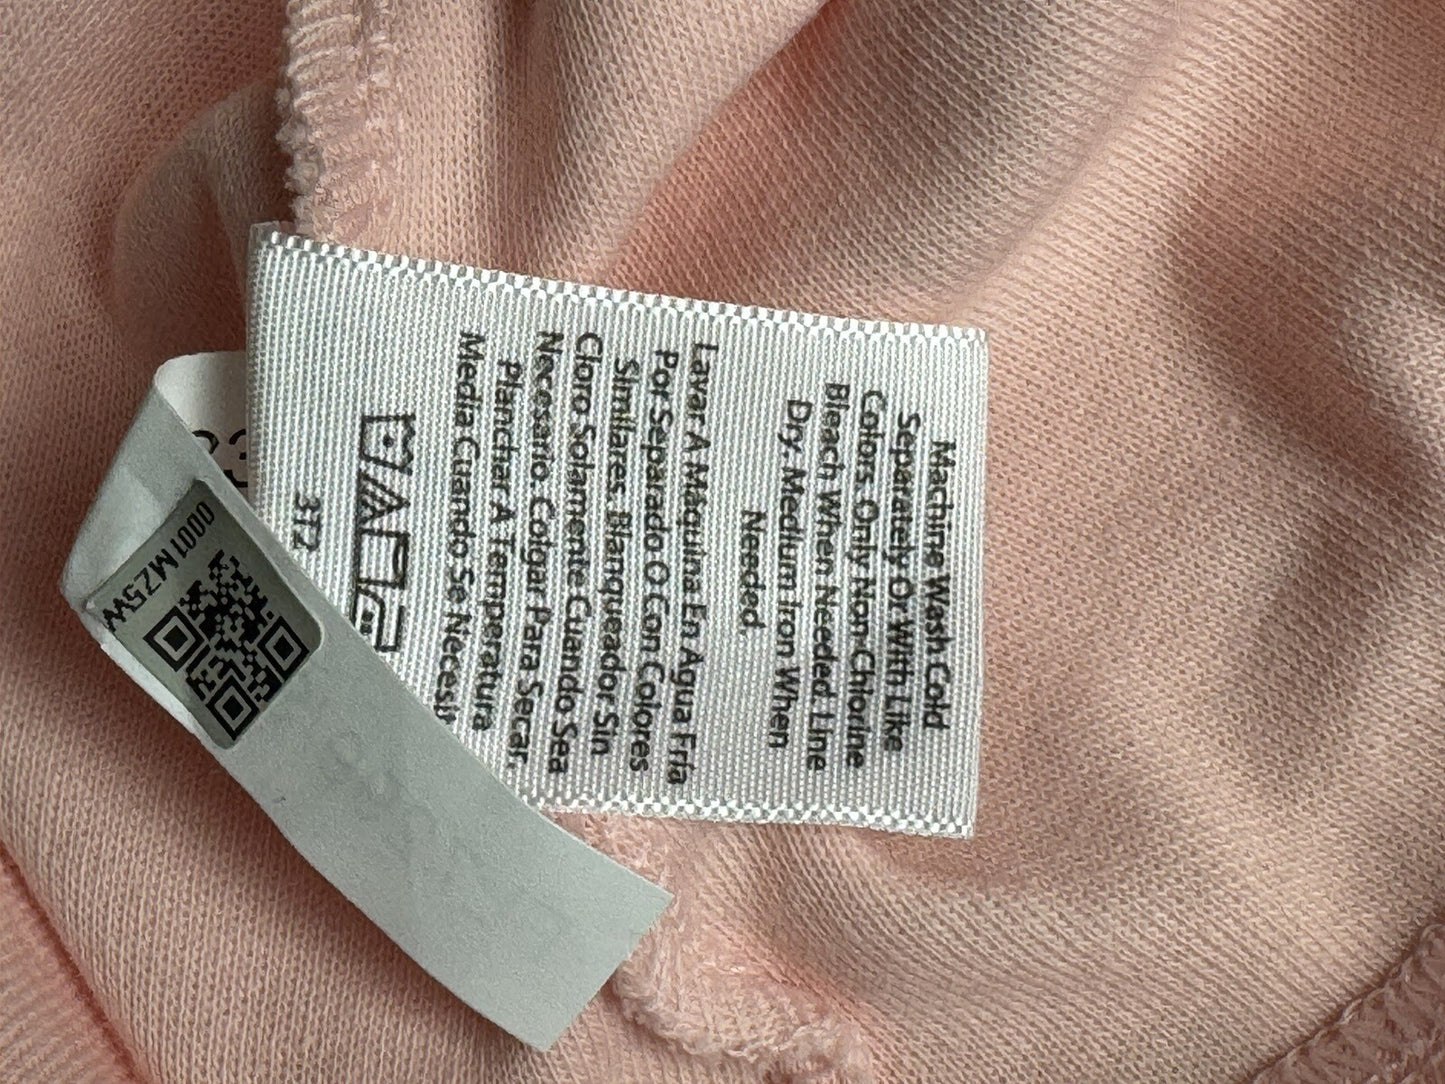 Machine Wash Cold
Separately Or With Like
Colors. Only Non-Chlorine
Bleach When Needed. Line
Dry. Medium Iron When
Needed.
Lavar A Máquina En Agua Fría
Por Separado O Con Colores
Similares. Blanqueador Sin
Cloro Solamente Cuando Sea
Necesario. Colgar Para Secar.
Planchar A Temperatura
Media Cuando Se Necesi
3T2
0001MZ5W